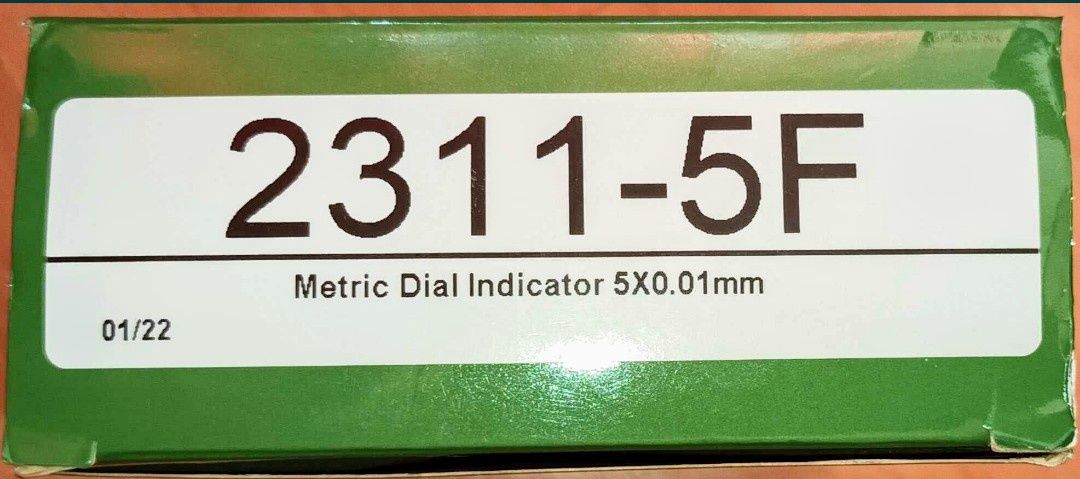 2311-5F
Metric Dial Indicator 5X0.01mm
01/22